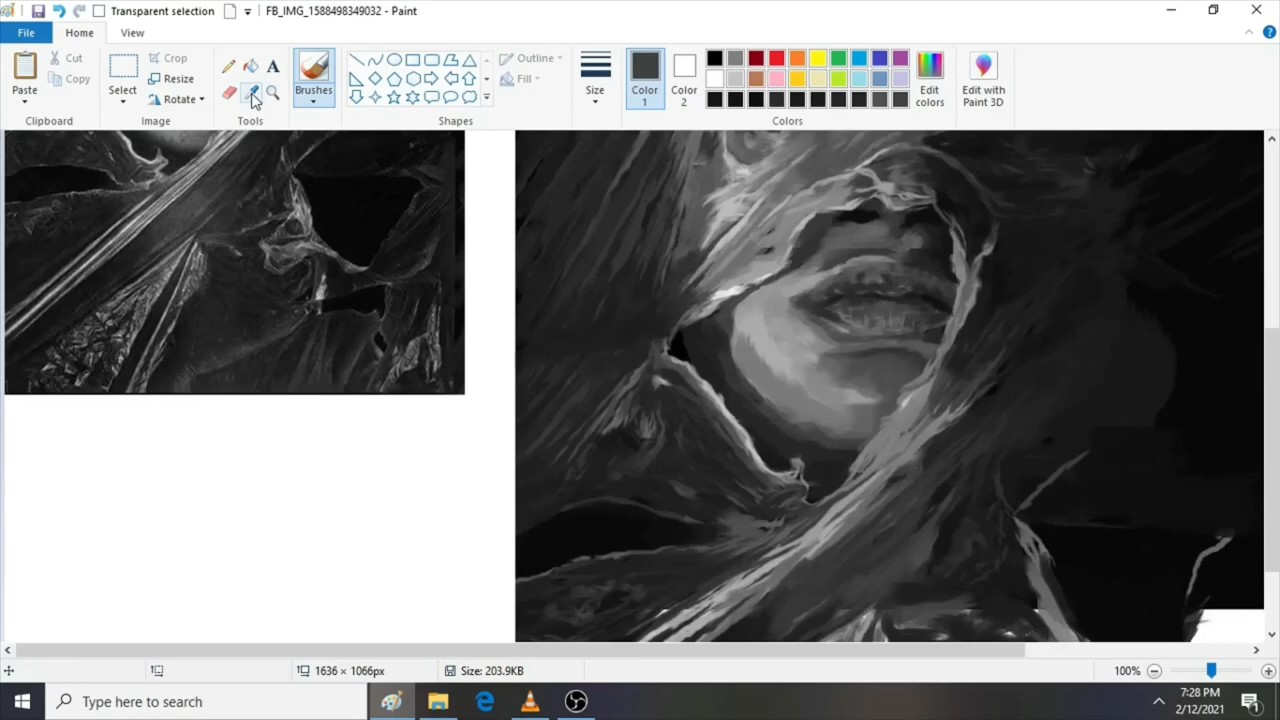 Transparent selection
FB_IMG_1588498349032 - Paint
File
Home
View
Paste
Cut
Copy
Clipboard
Select
Crop
Resize
Rotate
Image
A
Tools
Brushes
Outline
Fill
Shapes
Size
Color
1
Color
2
Colors
Edit
colors
Edit with
Paint 3D
1636 × 1066px
Size: 203.9KB
100%
Type here to search
7:28 PM
2/12/2021
1